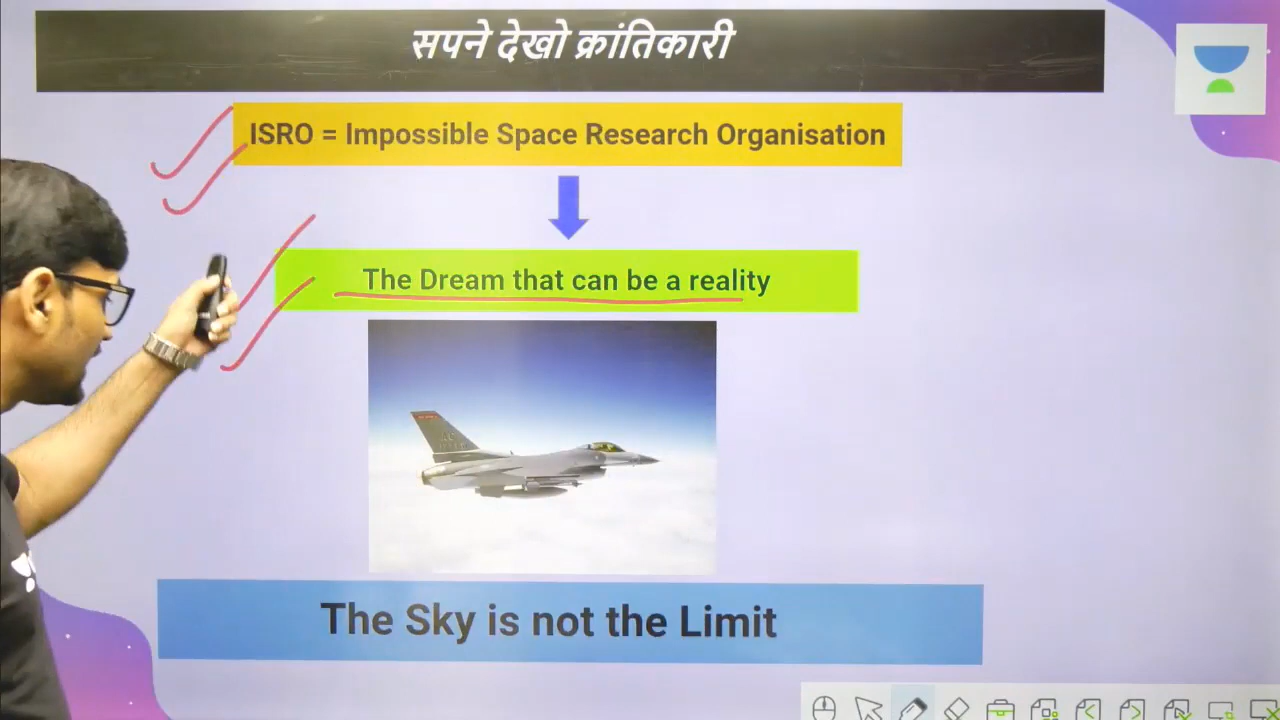 सपने देखो क्रांतिकारी
ISRO = Impossible Space Research Organisation
The Dream that can be a reality
The Sky is not the Limit